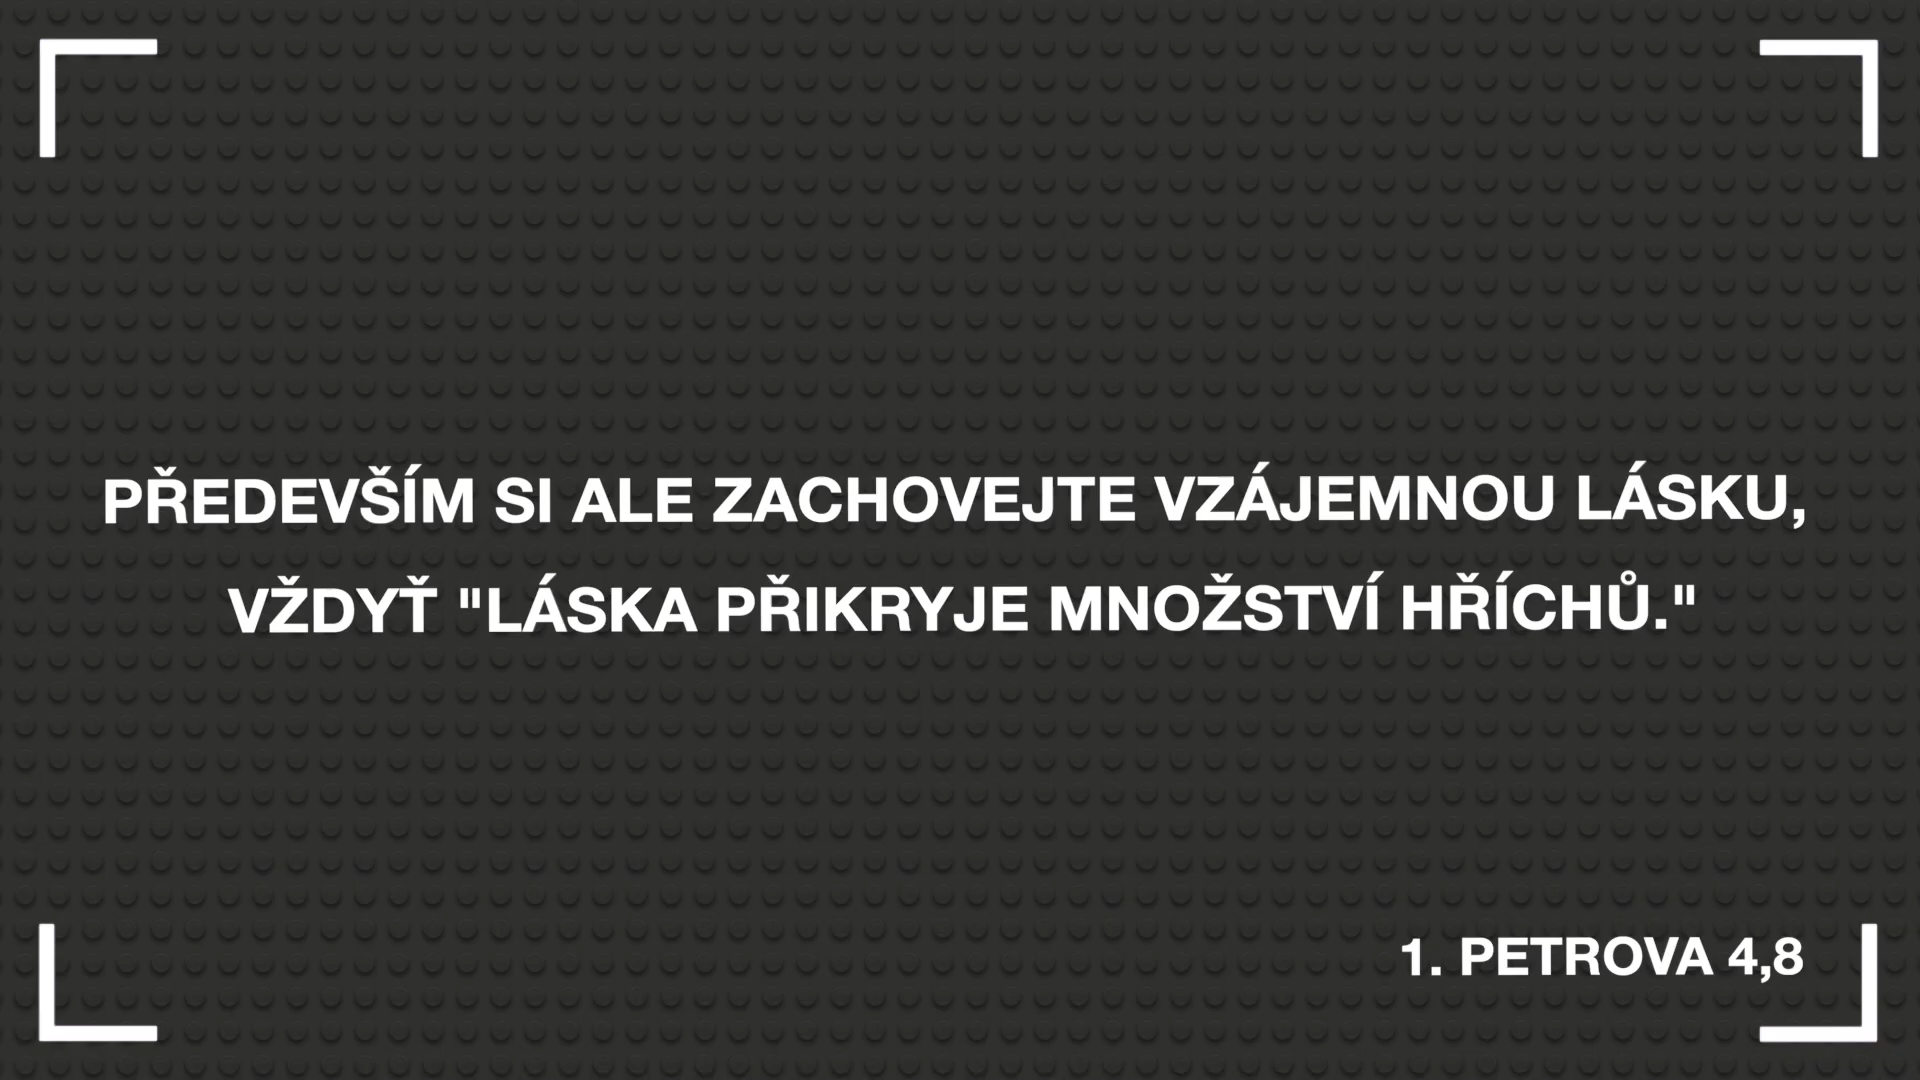 PŘEDEVŠÍM SI ALE ZACHOVEJTE VZÁJEMNOU LÁSKU,
VŽDYŤ "LÁSKA PŘIKRYJE MNOŽSTVÍ HŘÍCHŮ."
1. PETROVA 4,8